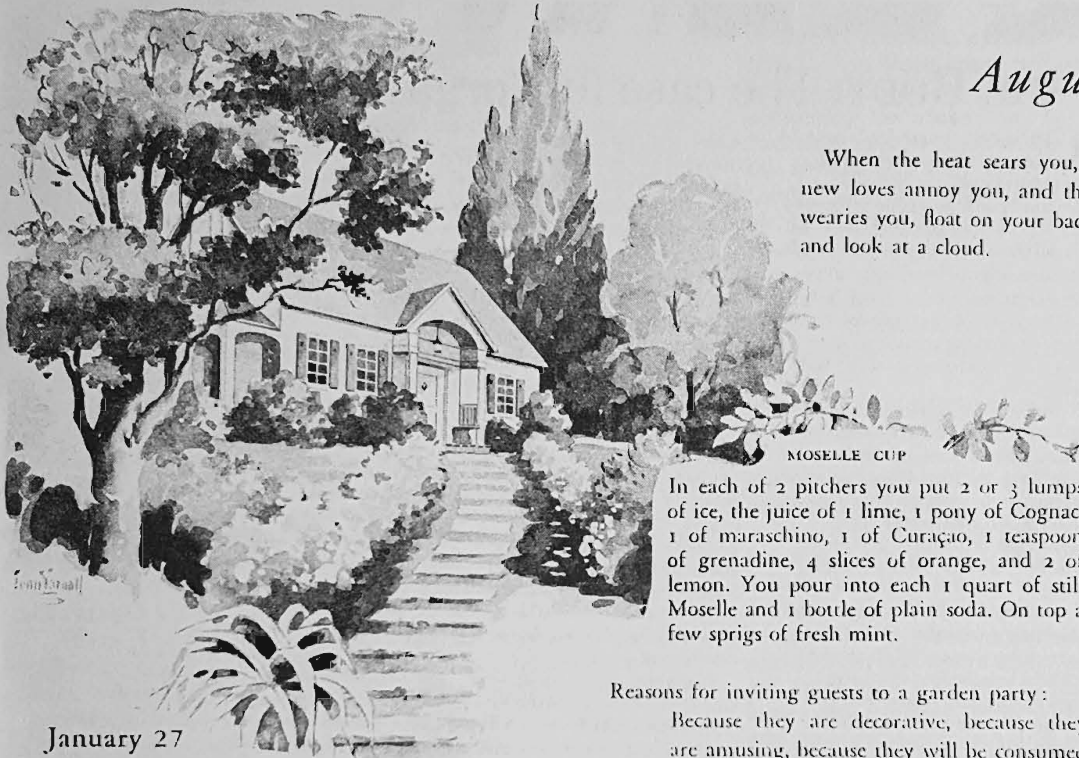 Augu
When the heat sears you,
new loves annoy you, and th
wearies you, float on your bac
and look at a cloud.
MOSELLE CUP
In each of 2 pitchers you put 2 or 3 lumps
of ice, the juice of 1 lime, 1 pony of Cognac
1 of maraschino, 1 of Curaçao, 1 teaspoon
of grenadine, 4 slices of orange, and 2 of
lemon. You pour into each 1 quart of stil
Moselle and 1 bottle of plain soda. On top a
few sprigs of fresh mint.
Reasons for inviting guests to a garden party:
Because they are decorative, because they
are amusing, because they will be consumed
January 27